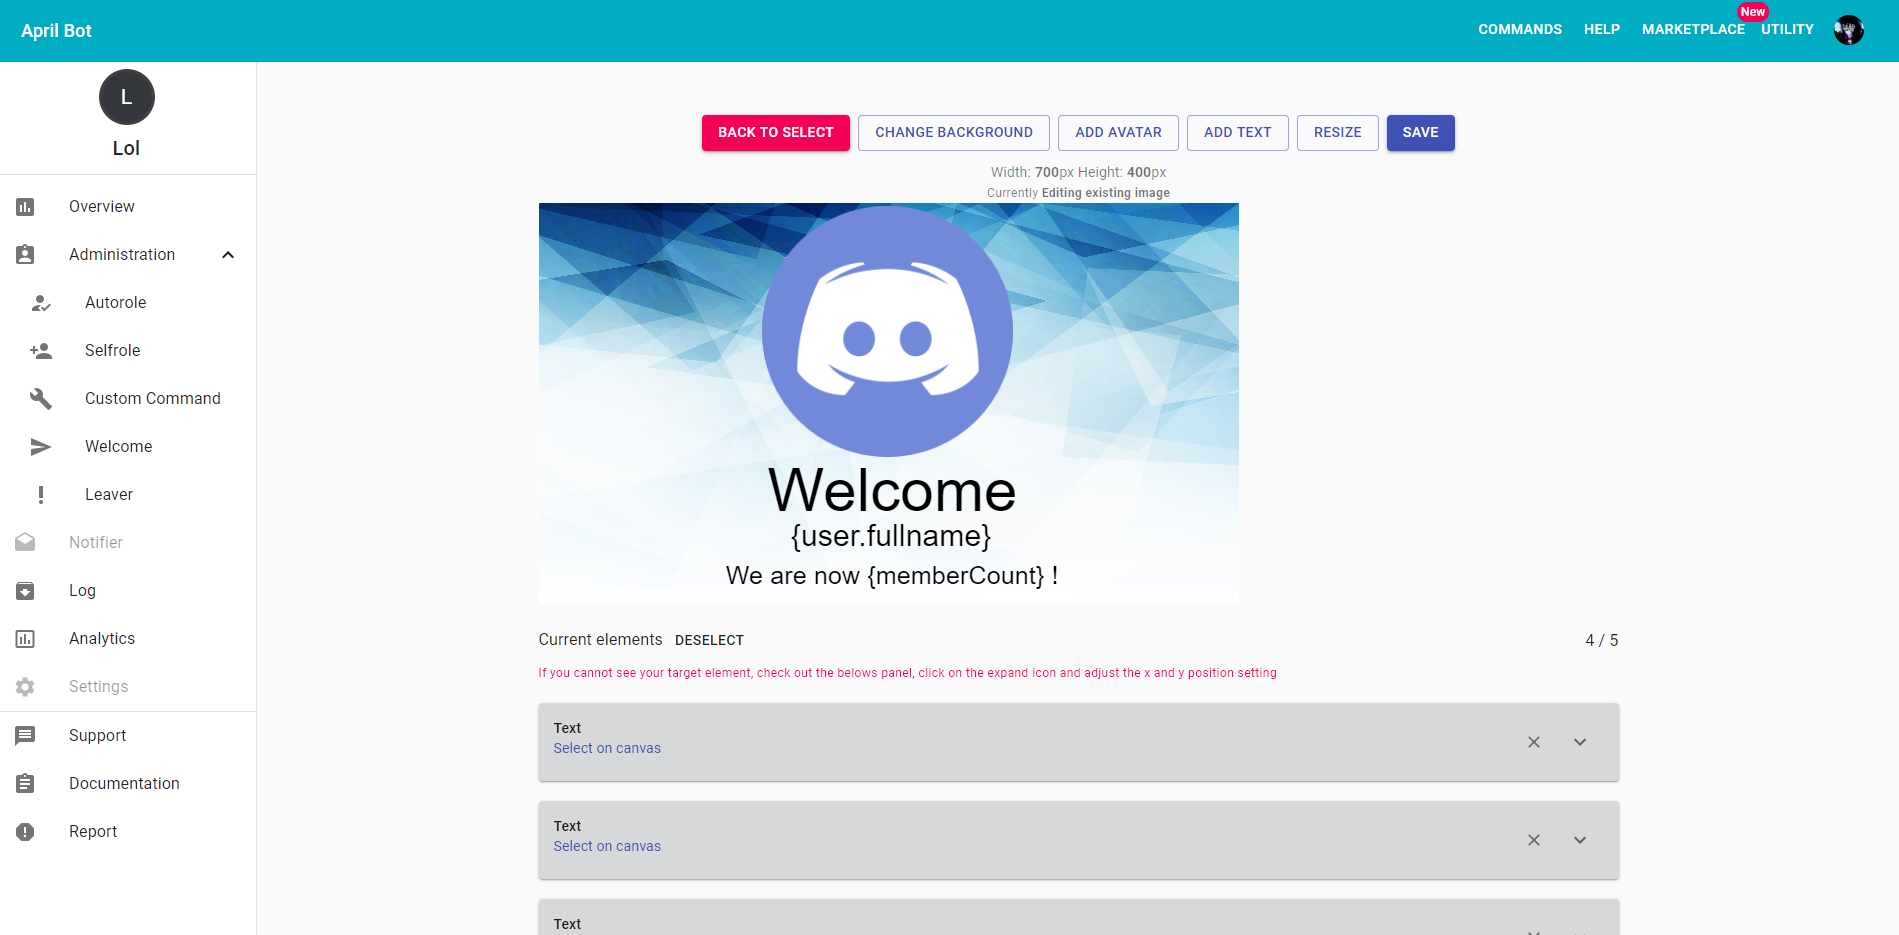 April Bot
COMMANDS HELP MARKETPLACE New UTILITY
L
Lol
Overview
Administration
Autorole
Selfrole
Custom Command
Welcome
Leaver
Notifier
Log
Analytics
Settings
Support
Documentation
Report
BACK TO SELECT CHANGE BACKGROUND ADD AVATAR ADD TEXT RESIZE SAVE
Width: 700px Height: 400px
Currently Editing existing image
Welcome
{user.fullname}
We are now {memberCount} !
Current elements DESELECT 4 / 5
If you cannot see your target element, check out the belows panel, click on the expand icon and adjust the x and y position setting
Text
Select on canvas
Text
Select on canvas
Text